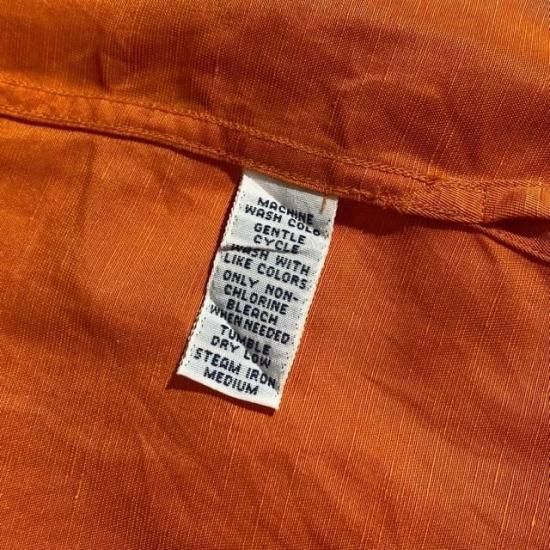 MACHINE
WASH COLD
GENTLE
CYCLE
WASH WITH
LIKE COLORS
ONLY NON-
CHLORINE
BLEACH
WHEN NEEDED
TUMBLE
DRY LOW
STEAM IRON
MEDIUM